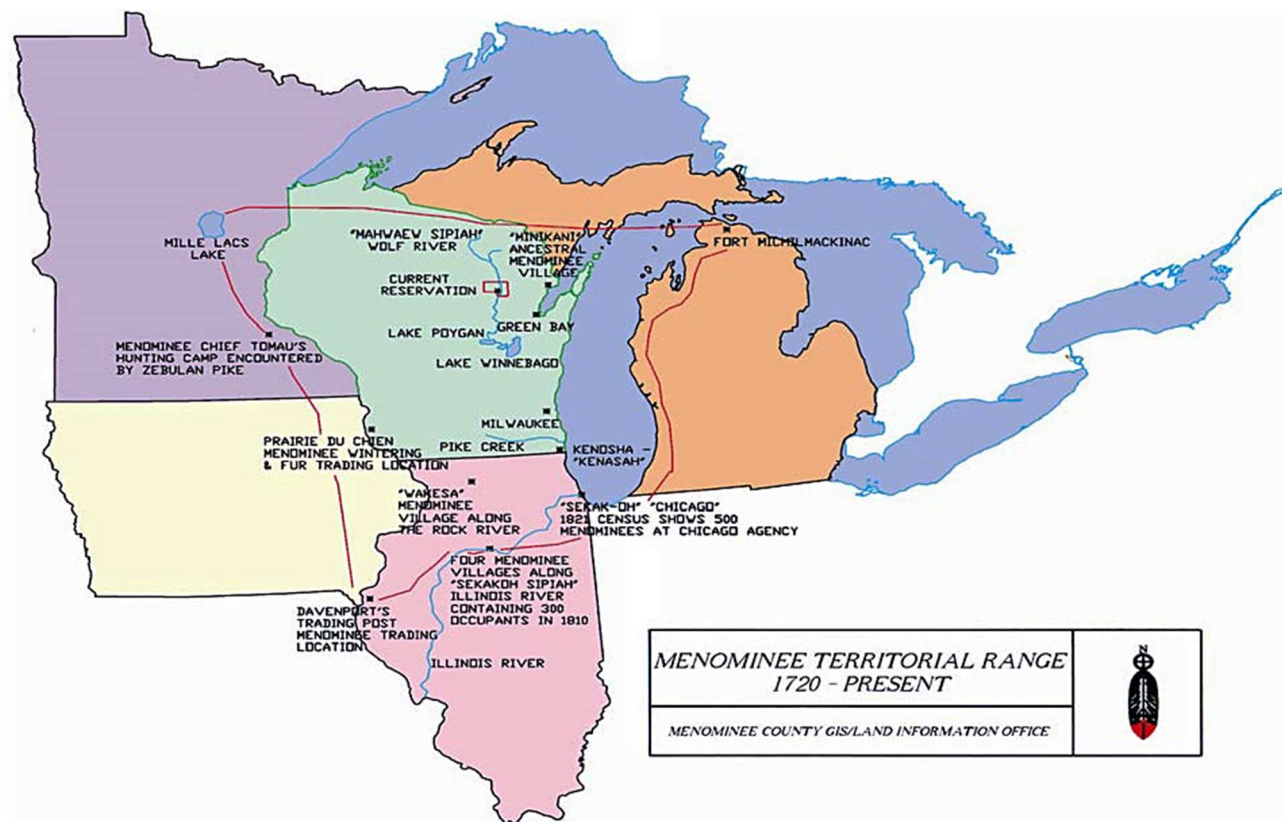 MILLE LACS
LAKE
"MAHWAEW SIPIAH"
WOLF RIVER
"MINIKANI"
ANCESTRAL
MENOMINEE
VILLAGE
FORT MICHILMACKINAC
CURRENT
RESERVATION
GREEN BAY
LAKE POYGAN
LAKE WINNEBAGO
MENOMINEE CHIEF TOMAU'S
HUNTING CAMP ENCOUNTERED
BY ZEBULAN PIKE
MILWAUKEE
PIKE CREEK
KENOSHA -
"KENASAH"
PRAIRIE DU CHIEN
MENOMINEE WINTERING
& FUR TRADING LOCATION
"WAKESA"
MENOMINEE
VILLAGE ALONG
THE ROCK RIVER
"SEKAK-OH" "CHICAGO"
1821 CENSUS SHOWS 500
MENOMINEES AT CHICAGO AGENCY
FOUR MENOMINEE
VILLAGES ALONG
"SEKAKOH SIPIAH"
ILLINOIS RIVER
CONTAINING 300
OCCUPANTS IN 1810
DAVENPORT'S
TRADING POST
MENOMINEE TRADING
LOCATION
ILLINOIS RIVER
MENOMINEE TERRITORIAL RANGE
1720 - PRESENT
MENOMINEE COUNTY GIS/LAND INFORMATION OFFICE
N